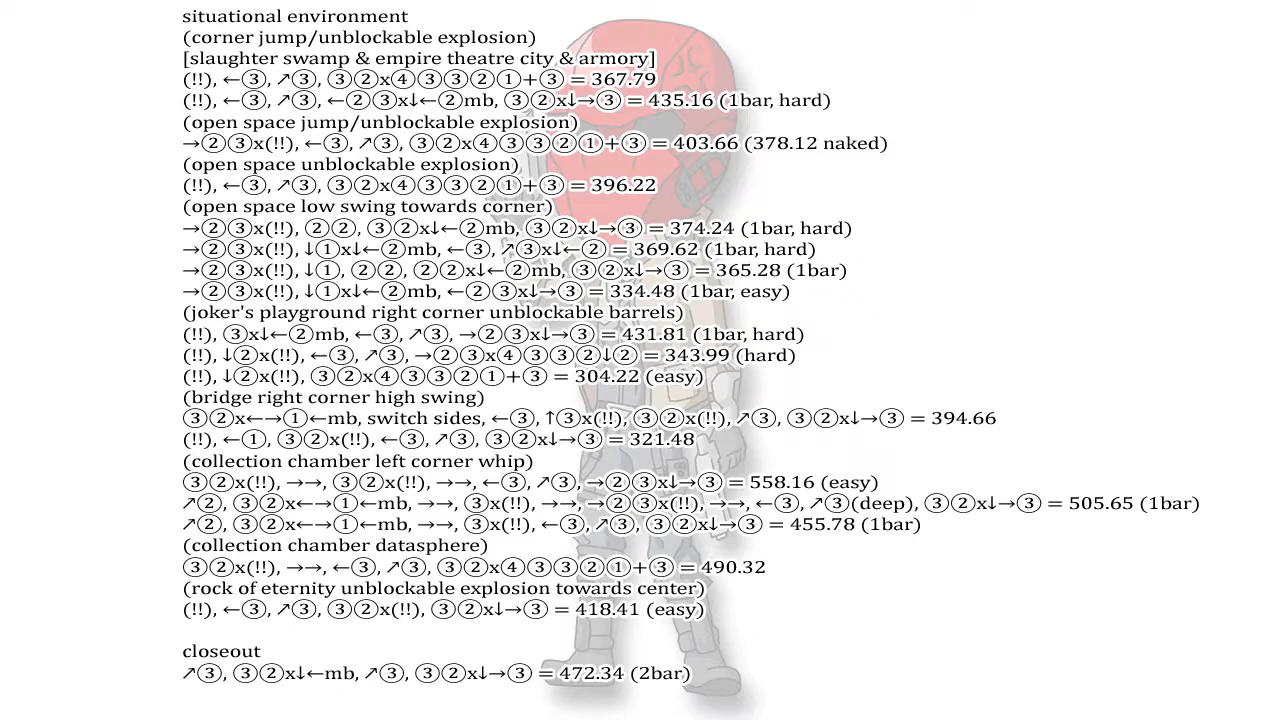 situational environment
(corner jump/unblockable explosion)
[slaughter swamp & empire theatre city & armory]
(!!), ←③, ↗③, ③②x④③③②①+③ = 367.79
(!!), ←③, ↗③, ←②③x↓←②mb, ③②x↓→③ = 435.16 (1bar, hard)
(open space jump/unblockable explosion)
→②③x(!!), ←③, ↗③, ③②x④③③②①+③ = 403.66 (378.12 naked)
(open space unblockable explosion)
(!!), ←③, ↗③, ③②x④③③②①+③ = 396.22
(open space low swing towards corner)
→②③x(!!), ②②, ③②x↓←②mb, ③②x↓→③ = 374.24 (1bar, hard)
→②③x(!!), ↓①x↓←②mb, ←③, ↗③x↓←② = 369.62 (1bar, hard)
→②③x(!!), ↓①, ②②, ②②x↓←②mb, ③②x↓→③ = 365.28 (1bar)
→②③x(!!), ↓①x↓←②mb, ←②③x↓→③ = 334.48 (1bar, easy)
(joker's playground right corner unblockable barrels)
(!!), ③x↓←②mb, ←③, ↗③, →②③x↓→③ = 431.81 (1bar, hard)
(!!), ↓②x(!!), ←③, ↗③, →②③x④③③②↓② = 343.99 (hard)
(!!), ↓②x(!!), ③②x④③③②①+③ = 304.22 (easy)
(bridge right corner high swing)
③②x←→①←mb, switch sides, ←③, ↑③x(!!), ③②x(!!), ↗③, ③②x↓→③ = 394.66
(!!), ←①, ③②x(!!), ←③, ↗③, ③②x↓→③ = 321.48
(collection chamber left corner whip)
③②x(!!), →→, ③②x(!!), →→, ←③, ↗③, →②③x↓→③ = 558.16 (easy)
↗②, ③②x←→①←mb, →→, ③x(!!), →→, →②③x(!!), →→, ←③, ↗③(deep), ③②x↓→③ = 505.65 (1bar)
↗②, ③②x←→①←mb, →→, ③x(!!), ←③, ↗③, ③②x↓→③ = 455.78 (1bar)
(collection chamber datasphere)
③②x(!!), →→, ←③, ↗③, ③②x④③③②①+③ = 490.32
(rock of eternity unblockable explosion towards center)
(!!), ←③, ↗③, ③②x(!!), ③②x↓→③ = 418.41 (easy)
closeout
↗③, ③②x↓←mb, ↗③, ③②x↓→③ = 472.34 (2bar)